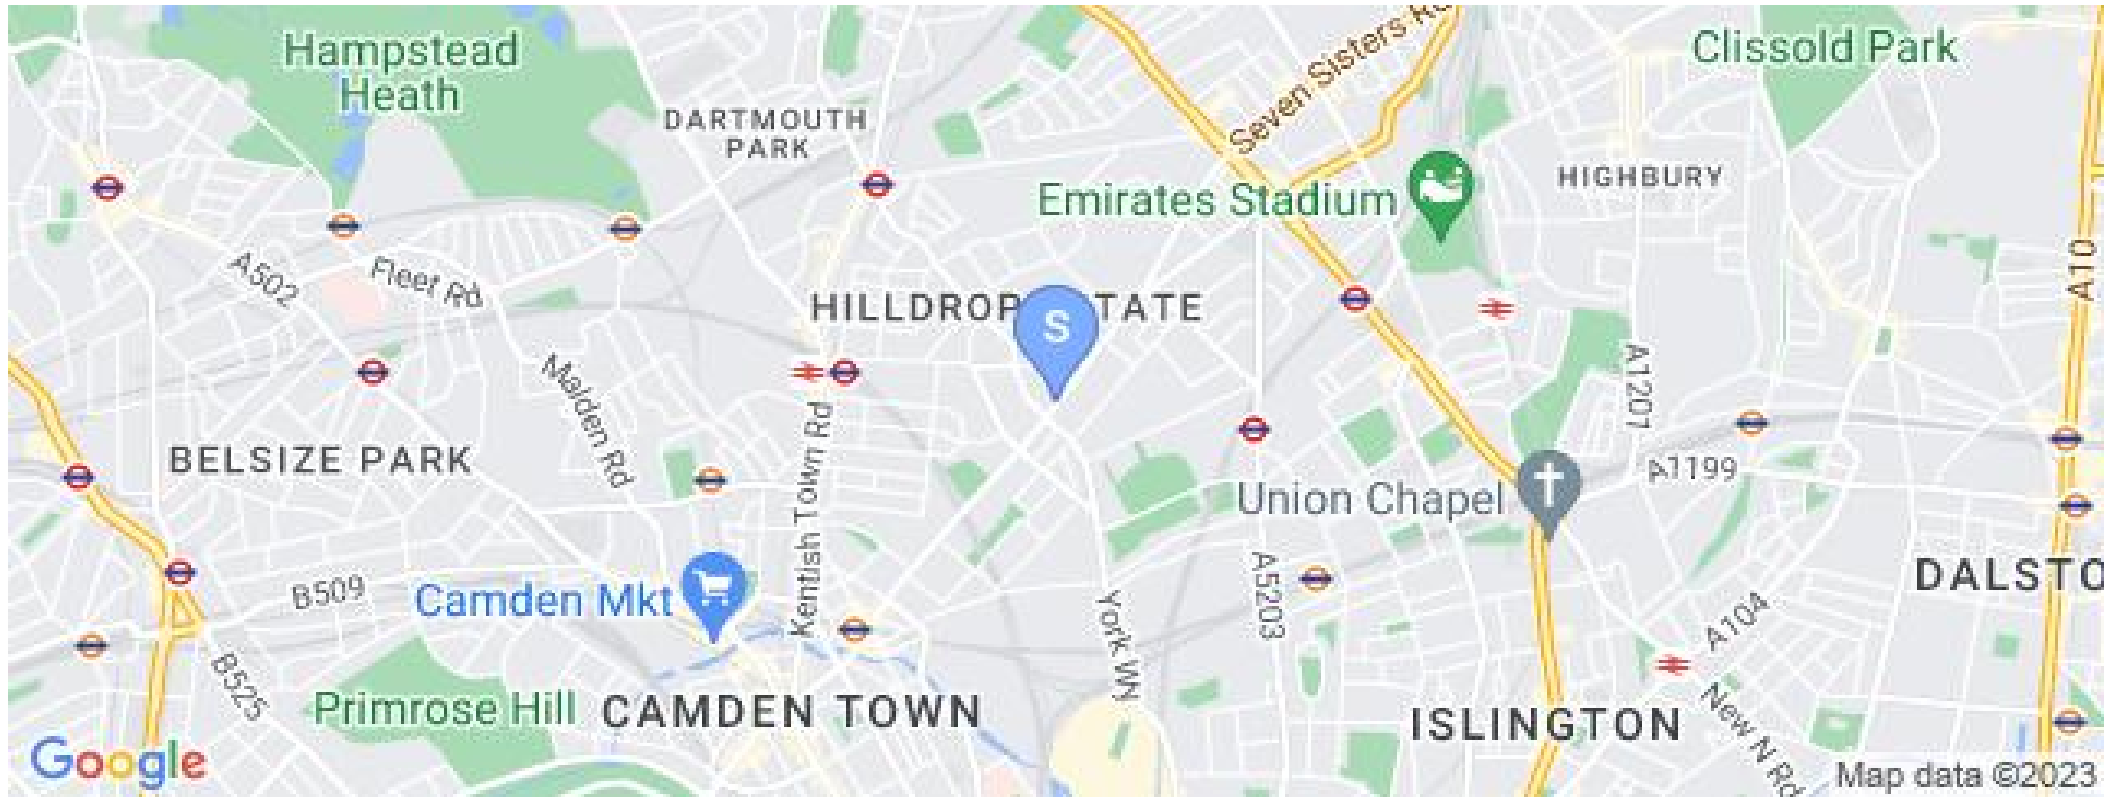 Hampstead
Heath
Clissold Park
Seven Sisters Rd
DARTMOUTH
PARK
HIGHBURY
Emirates Stadium
A502
Fleet Rd
A10
HILLDROP
TATE
S
Malden Rd
A1201
Kentish Town Rd
BELSIZE PARK
A1199
Union Chapel
A5203
DALSTO
B509
Camden Mkt
York Wy
A104
B525
Primrose Hill
CAMDEN TOWN
ISLINGTON
New N Rd
Google
Map data ©2023